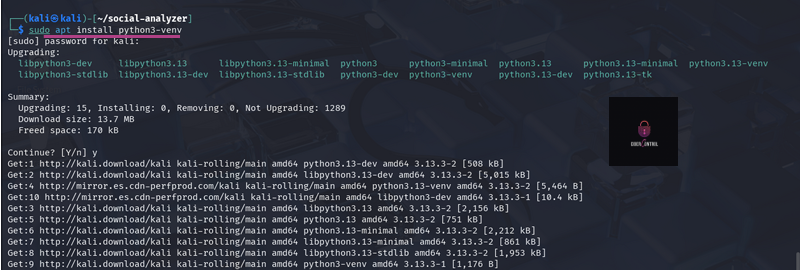 (kali㉿kali)-[~/social-analyzer]
$ sudo apt install python3-venv
[sudo] password for kali:
Upgrading:
libpython3-dev libpython3.13 libpython3.13-minimal python3 python3-minimal python3.13 python3.13-minimal python3.13-venv
libpython3-stdlib libpython3.13-dev libpython3.13-stdlib python3-dev python3-venv python3.13-dev python3.13-tk
Summary:
Upgrading: 15, Installing: 0, Removing: 0, Not Upgrading: 1289
Download size: 13.7 MB
Freed space: 170 kB
Continue? [Y/n] y
Get:1 http://kali.download/kali kali-rolling/main amd64 python3.13-dev amd64 3.13.3-2 [508 kB]
Get:2 http://kali.download/kali kali-rolling/main amd64 libpython3.13-dev amd64 3.13.3-2 [5,015 kB]
Get:4 http://mirror.es.cdn-perfprod.com/kali kali-rolling/main amd64 python3.13-venv amd64 3.13.3-2 [5,464 B]
Get:10 http://mirror.es.cdn-perfprod.com/kali kali-rolling/main amd64 libpython3-dev amd64 3.13.3-1 [10.4 kB]
Get:3 http://kali.download/kali kali-rolling/main amd64 libpython3.13 amd64 3.13.3-2 [2,156 kB]
Get:5 http://kali.download/kali kali-rolling/main amd64 python3.13 amd64 3.13.3-2 [751 kB]
Get:6 http://kali.download/kali kali-rolling/main amd64 python3.13-minimal amd64 3.13.3-2 [2,212 kB]
Get:7 http://kali.download/kali kali-rolling/main amd64 libpython3.13-minimal amd64 3.13.3-2 [861 kB]
Get:8 http://kali.download/kali kali-rolling/main amd64 libpython3.13-stdlib amd64 3.13.3-2 [1,953 kB]
Get:9 http://kali.download/kali kali-rolling/main amd64 python3-venv amd64 3.13.3-1 [1,176 B]